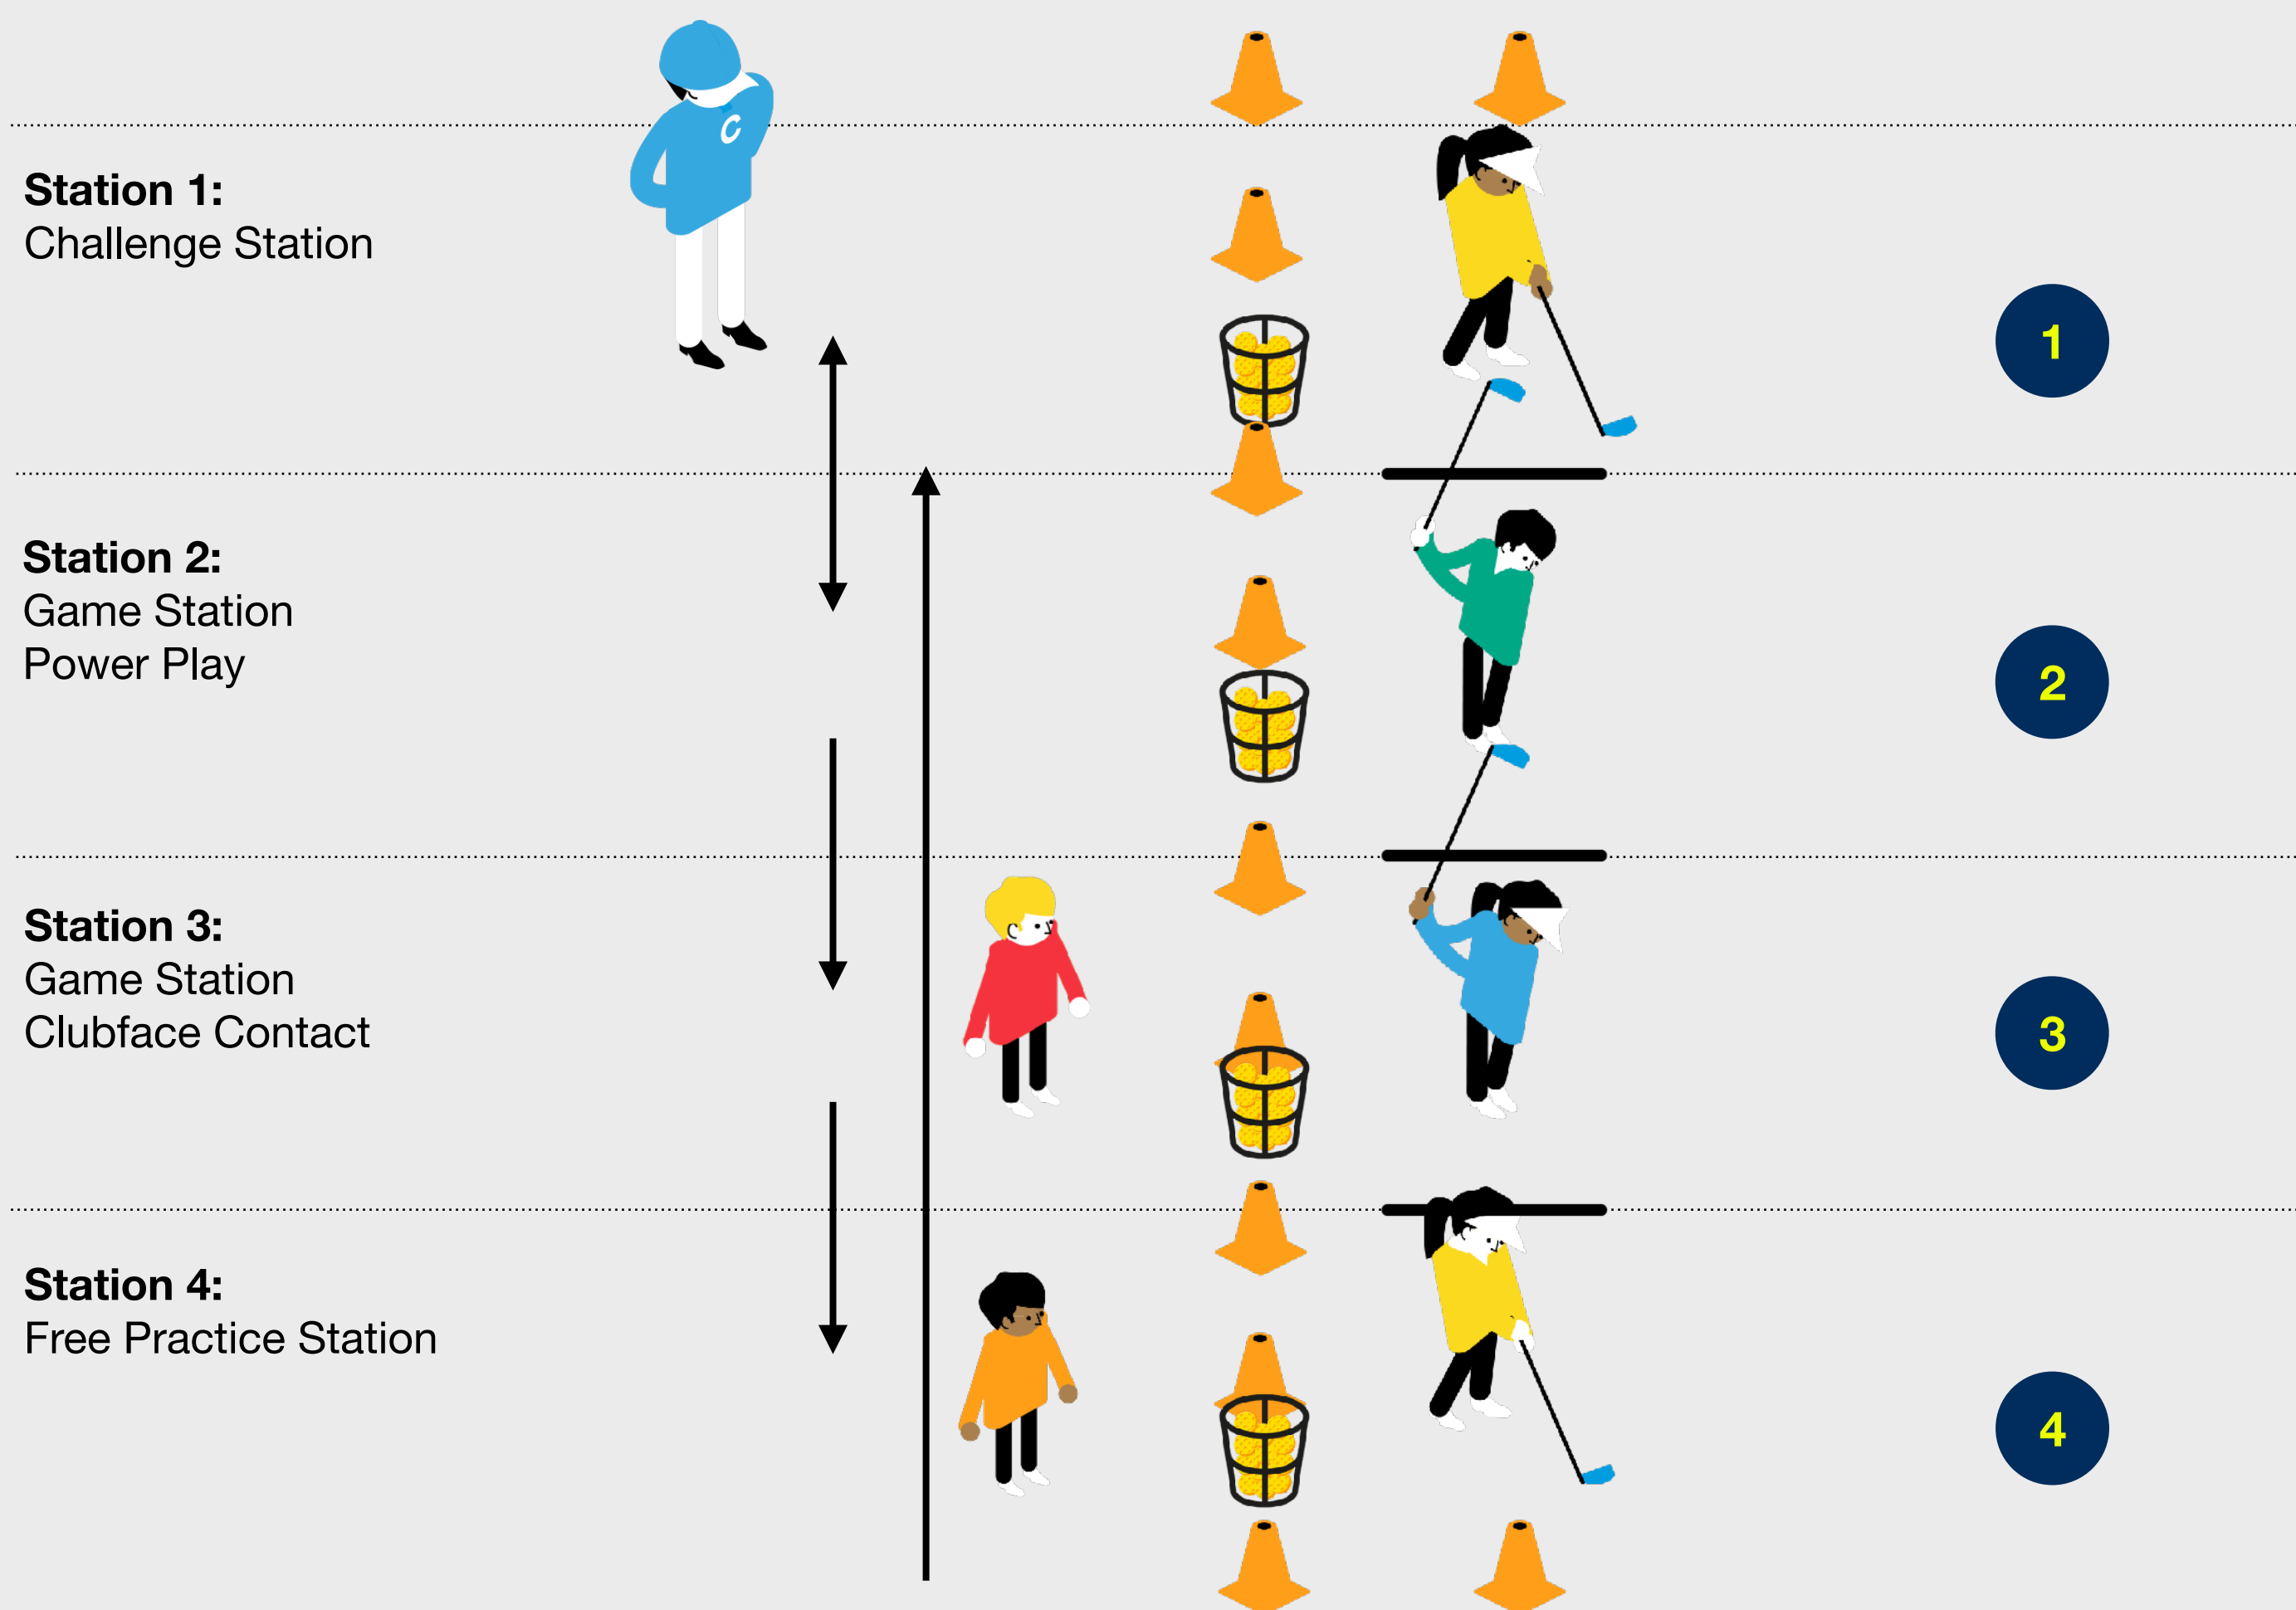 C
Station 1:
Challenge Station
1
Station 2:
Game Station
Power Play
2
Station 3:
Game Station
Clubface Contact
3
Station 4:
Free Practice Station
4